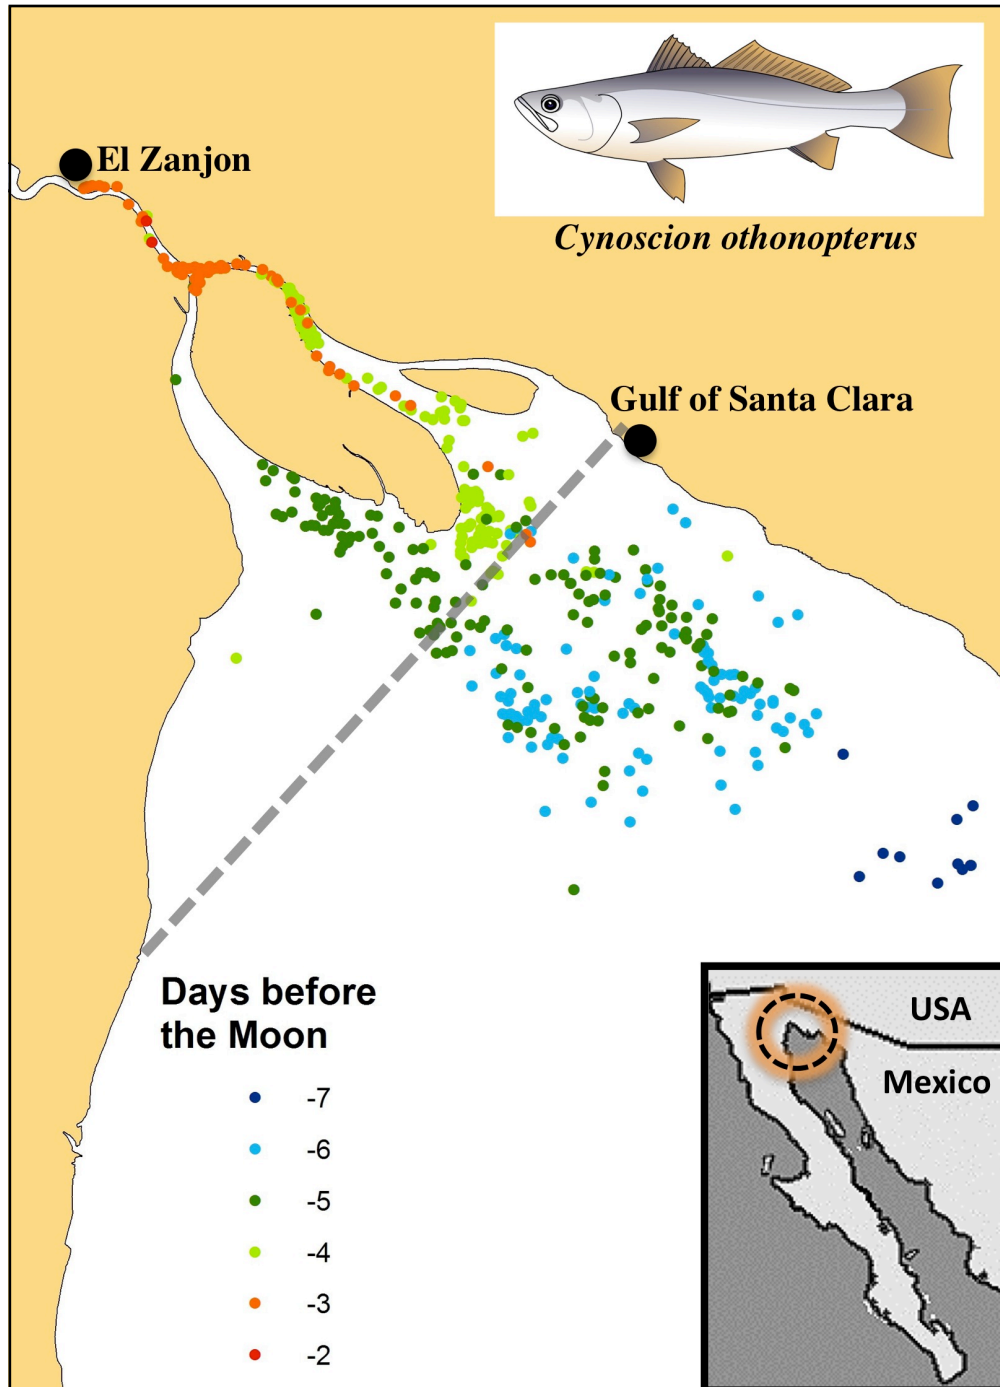 El Zanjon
Cynoscion othonopterus
Gulf of Santa Clara
Days before
the Moon
-7
-6
-5
-4
-3
-2
USA
Mexico